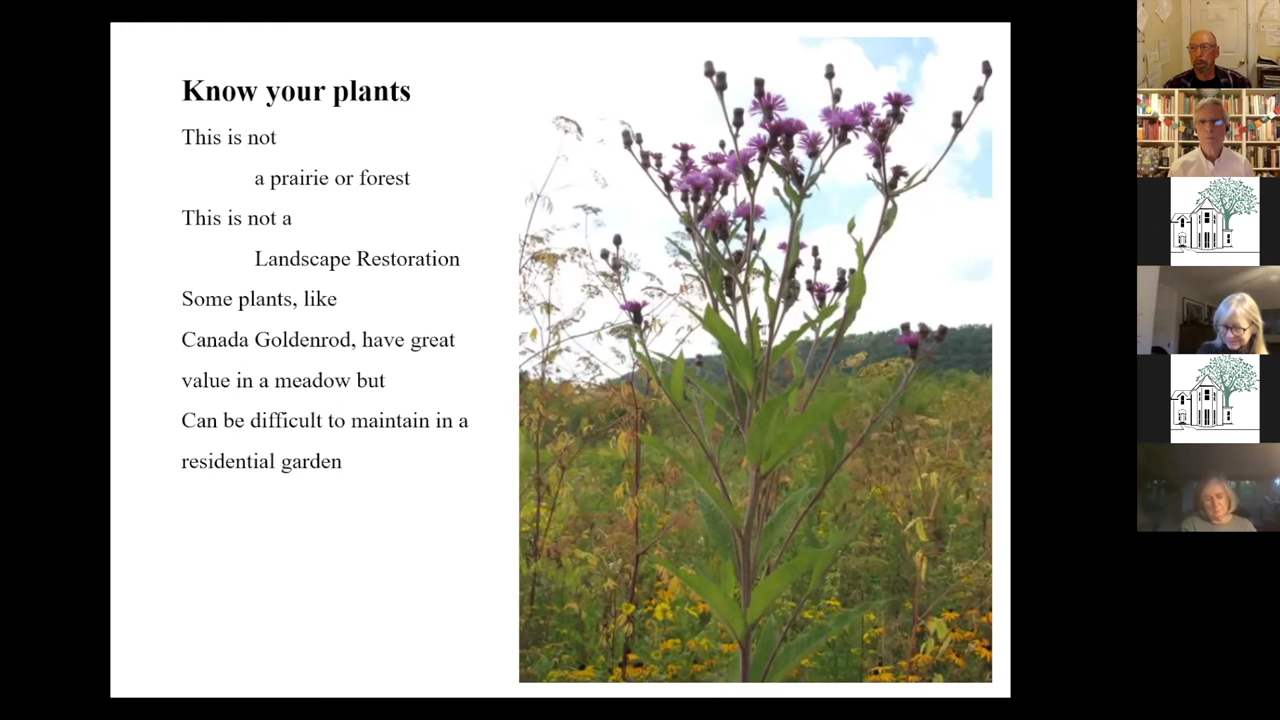 Know your plants
This is not
a prairie or forest
This is not a
Landscape Restoration
Some plants, like
Canada Goldenrod, have great
value in a meadow but
Can be difficult to maintain in a
residential garden